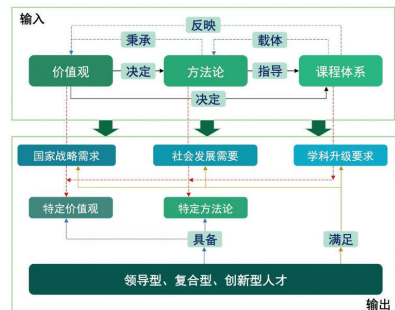 输入
反映
秉承
载体
价值观
决定
方法论
指导
课程体系
决定
国家战略需求
社会发展需要
学科升级要求
特定价值观
特定方法论
具备
满足
领导型、复合型、创新型人才
输出